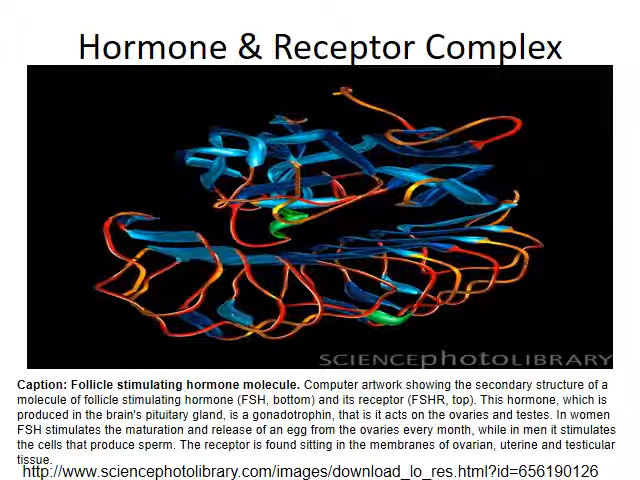 Hormone & Receptor Complex
SCIENCEPHOTOLIBRARY
Caption: Follicle stimulating hormone molecule. Computer artwork showing the secondary structure of a
molecule of follicle stimulating hormone (FSH, bottom) and its receptor (FSHR, top). This hormone, which is
produced in the brain's pituitary gland, is a gonadotrophin, that is it acts on the ovaries and testes. In women
FSH stimulates the maturation and release of an egg from the ovaries every month, while in men it stimulates
the cells that produce sperm. The receptor is found sitting in the membranes of ovarian, uterine and testicular
tissue.
http://www.sciencephotolibrary.com/images/download_lo_res.html?id=656190126